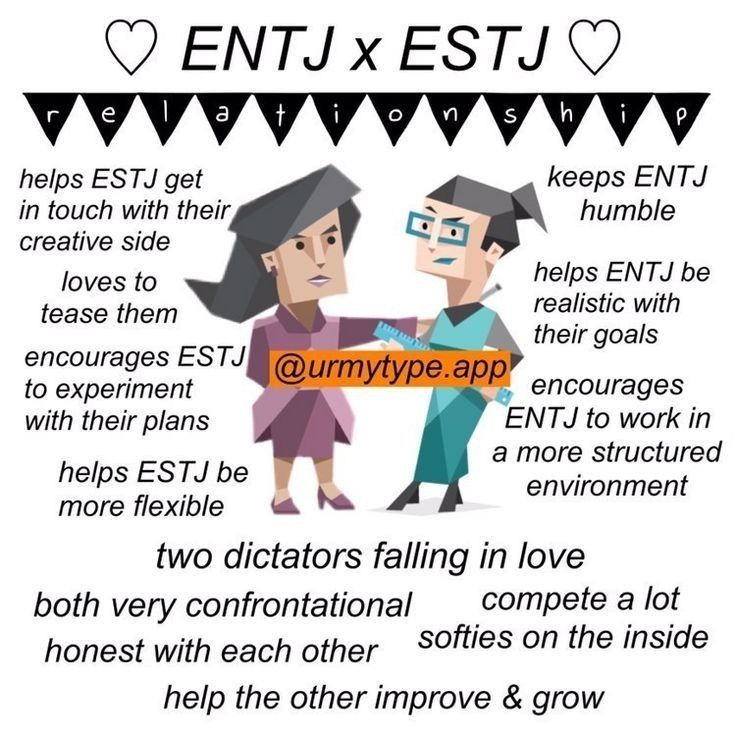 ♡ ENTJ x ESTJ ♡
relationship
helps ESTJ get
in touch with their
creative side
loves to
tease them
encourages ESTJ
to experiment
with their plans
helps ESTJ be
more flexible
@urmytype.app
keeps ENTJ
humble
helps ENTJ be
realistic with
their goals
encourages
ENTJ to work in
a more structured
environment
two dictators falling in love
both very confrontational
compete a lot
honest with each other
softies on the inside
help the other improve & grow